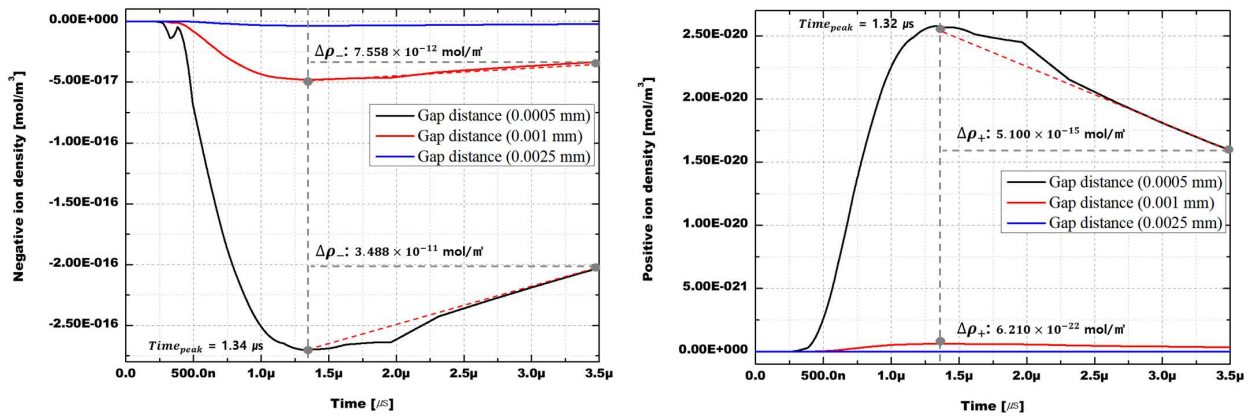 0.00E+000
-5.00E-017
-1.00E-016
-1.50E-016
-2.00E-016
-2.50E-016
Negative ion density [mol/m³]
Δρ₋: 7.558 × 10⁻¹² mol/㎥
Gap distance (0.0005 mm)
Gap distance (0.001 mm)
Gap distance (0.0025 mm)
Δρ₋: 3.488 × 10⁻¹¹ mol/㎥
Time_peak = 1.34 μs
0.0 500.0n 1.0μ 1.5μ 2.0μ 2.5μ 3.0μ 3.5μ
Time [㎲]
2.50E-020
2.00E-020
1.50E-020
1.00E-020
5.00E-021
0.00E+000
Positive ion density [mol/m³]
Time_peak = 1.32 μs
Δρ₊: 5.100 × 10⁻¹⁵ mol/㎥
Gap distance (0.0005 mm)
Gap distance (0.001 mm)
Gap distance (0.0025 mm)
Δρ₊: 6.210 × 10⁻²² mol/㎥
0.0 500.0n 1.0μ 1.5μ 2.0μ 2.5μ 3.0μ 3.5μ
Time [㎲]